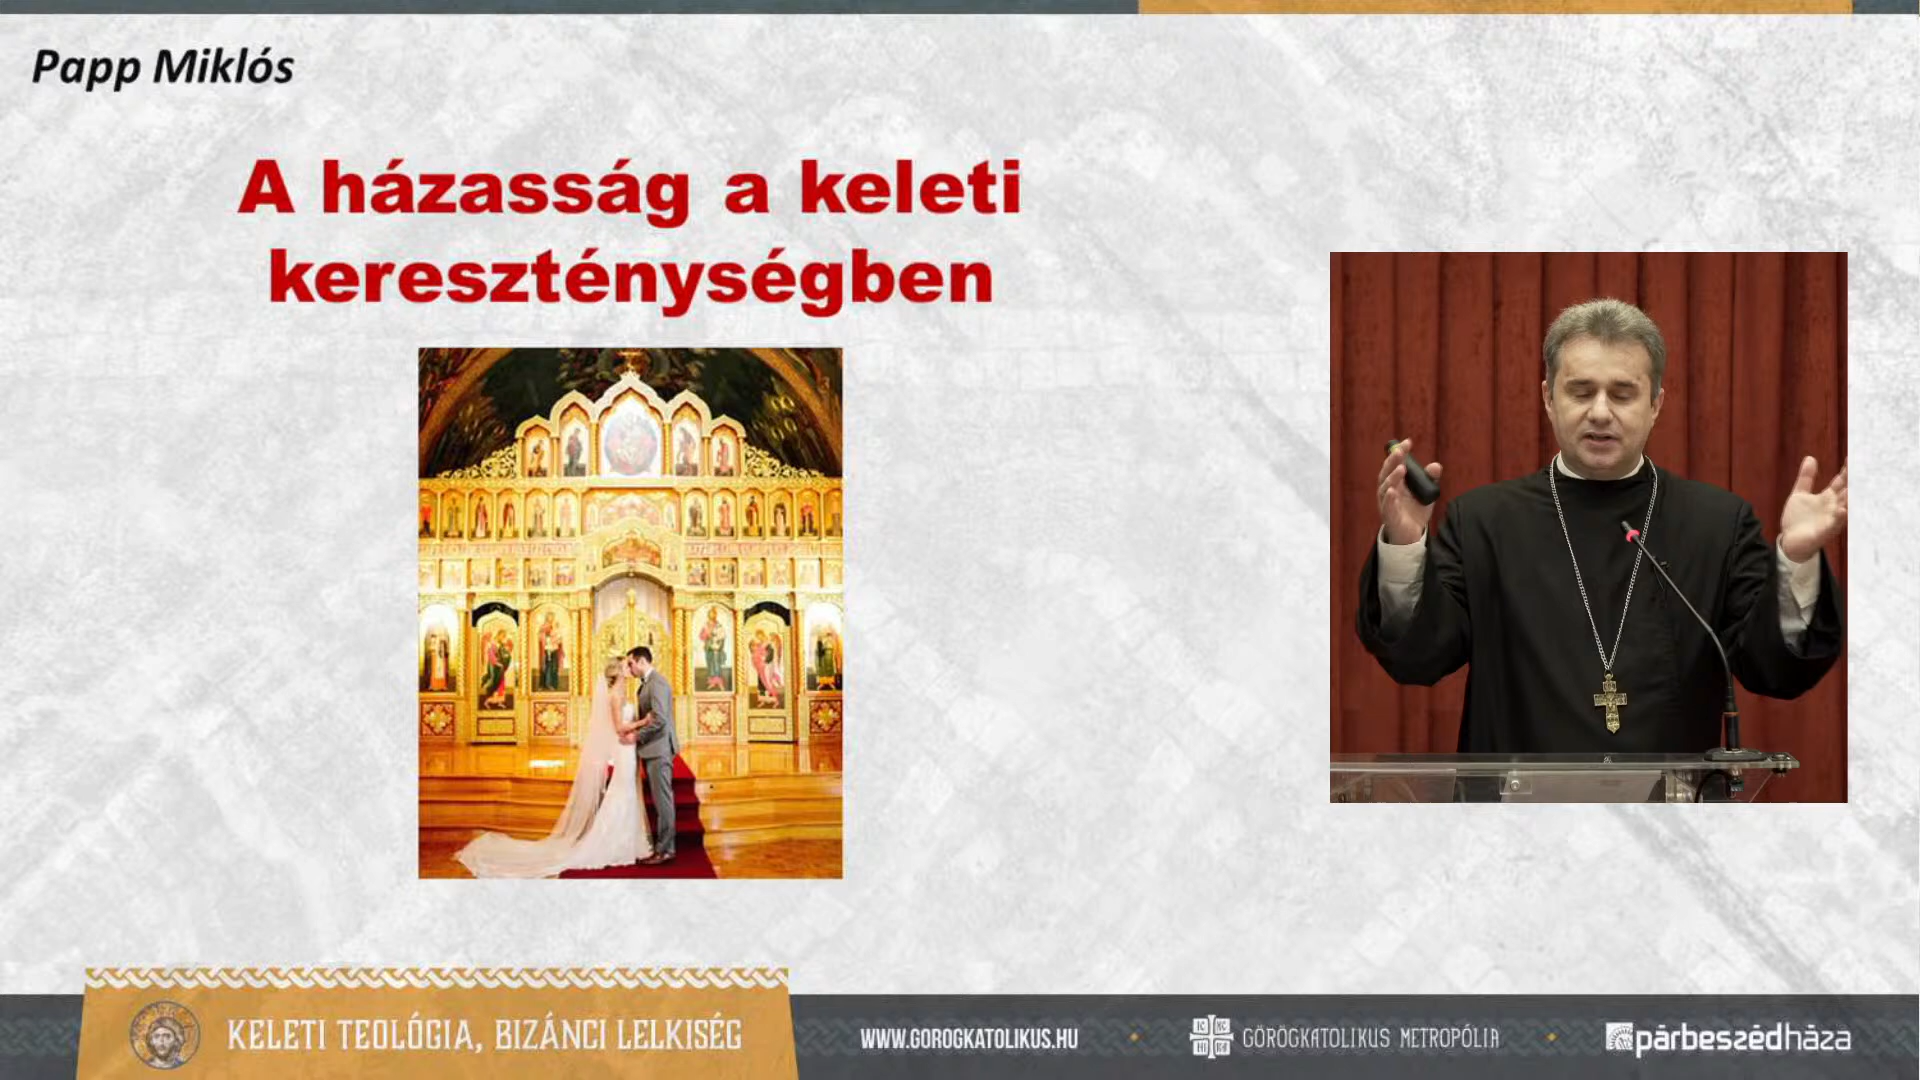 Papp Miklós
A házasság a keleti
kereszténységben
KELETI TEOLÓGIA, BIZÁNCI LELKISÉG
WWW.GOROGKATOLIKUS.HU
GÖRÖGKATOLIKUS METROPÓLIA
párbeszédháza